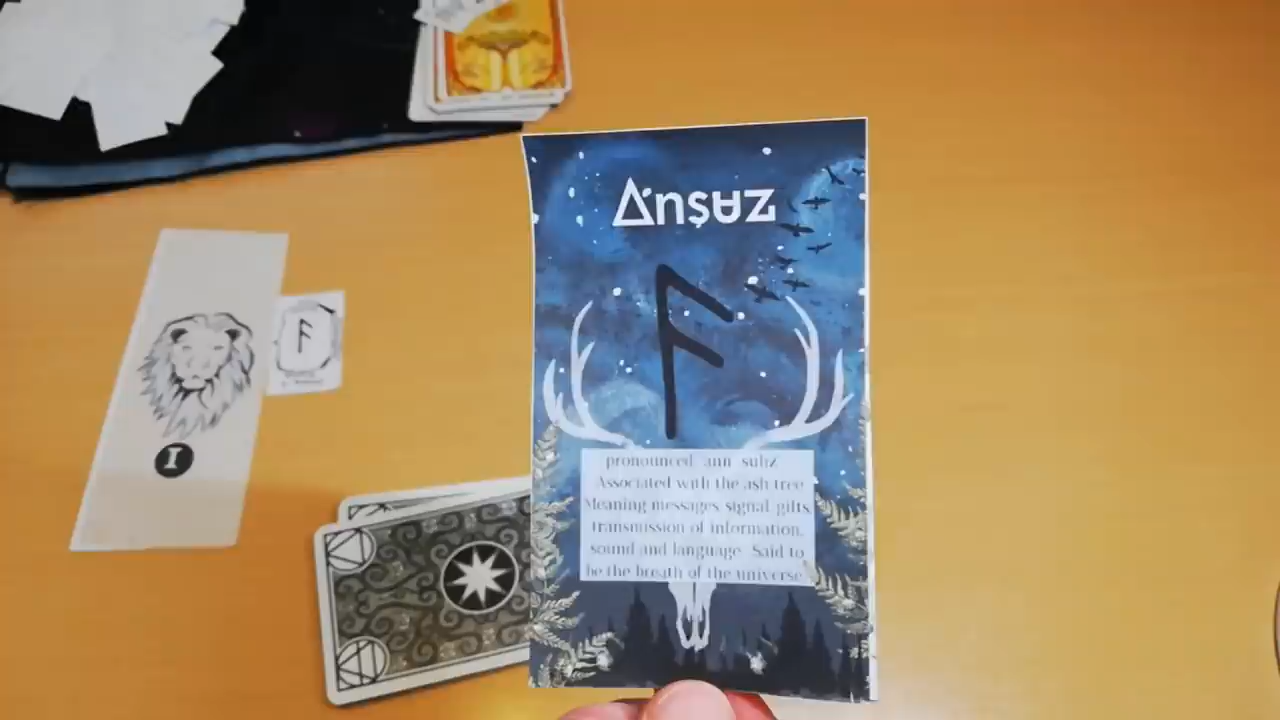 Ansuz
pronounced ann suhz
Associated with the ash tree
Meaning messages, signal gifts,
transmission of information,
sound and language. Said to
be the breath of the universe.
I